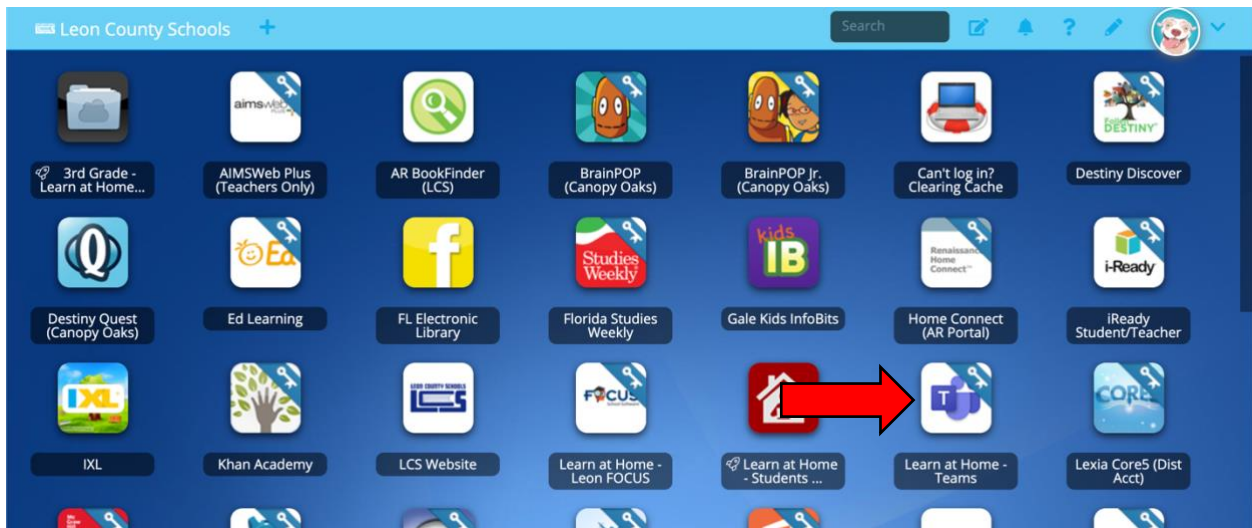 Leon County Schools
Search
aimsweb
PLUS
DESTINY
3rd Grade -
Learn at Home...
AIMSWeb Plus
(Teachers Only)
AR BookFinder
(LCS)
BrainPOP
(Canopy Oaks)
BrainPOP Jr.
(Canopy Oaks)
Can't log in?
Clearing Cache
Destiny Discover
Q
Ed
f
Studies
Weekly
kids
IB
Renaissance
Home
Connect™
i-Ready
Destiny Quest
(Canopy Oaks)
Ed Learning
FL Electronic
Library
Florida Studies
Weekly
Gale Kids InfoBits
Home Connect
(AR Portal)
iReady
Student/Teacher
IXL
LEON COUNTY SCHOOLS
LCS
FOCUS
T
CORE
IXL
Khan Academy
LCS Website
Learn at Home -
Leon FOCUS
Learn at Home
- Students ...
Learn at Home -
Teams
Lexia Core5 (Dist
Acct)